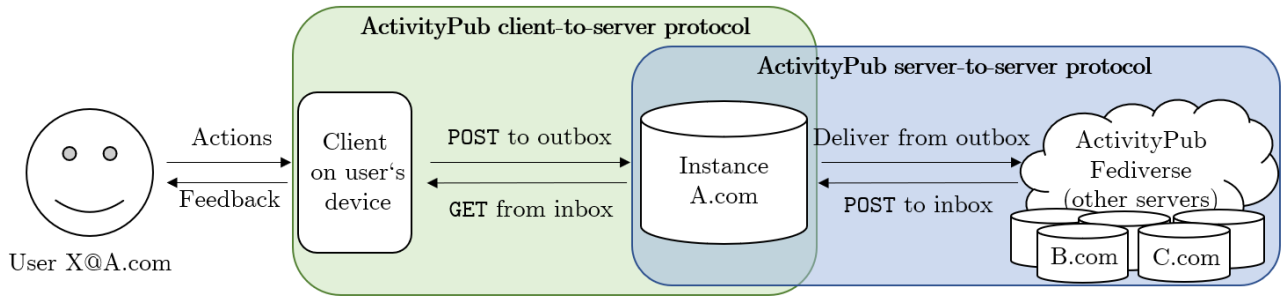 ActivityPub client-to-server protocol
ActivityPub server-to-server protocol
Actions
Feedback
User X@A.com
Client
on user‘s
device
POST to outbox
GET from inbox
Instance
A.com
Deliver from outbox
POST to inbox
ActivityPub
Fediverse
(other servers)
B.com
C.com